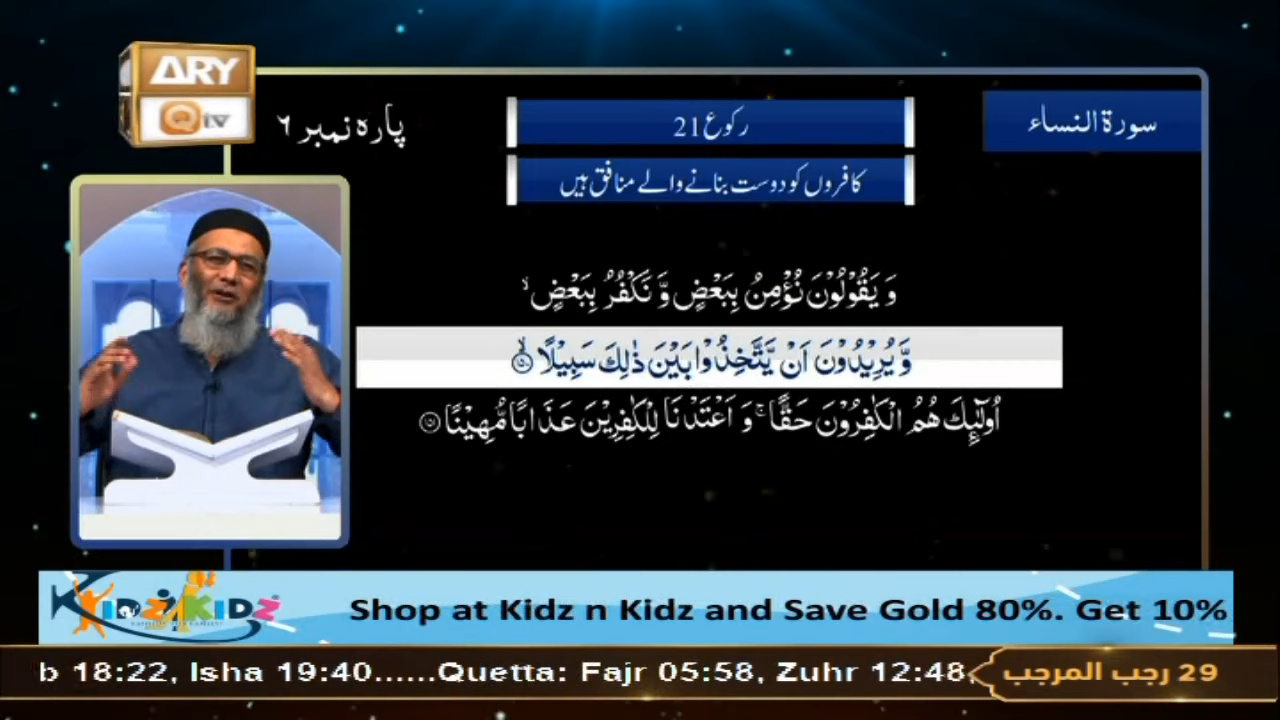 ARY
Qtv
پارہ نمبر ٦
رکوع 21
سورۃ النساء
کافروں کو دوست بنانے والے منافق ہیں
وَ یَقُوْلُوْنَ نُؤْمِنُ بِبَعْضٍ وَّ نَكْفُرُ بِبَعْضٍ ۙ
وَّ یُرِیْدُوْنَ اَنْ یَّتَّخِذُوْا بَیْنَ ذٰلِكَ سَبِیْلًا ۙ﴿۱۵۰﴾
اُولٰٓئِكَ هُمُ الْكٰفِرُوْنَ حَقًّا ۚ وَ اَعْتَدْنَا لِلْكٰفِرِیْنَ عَذَابًا مُّهِیْنًا ﴿۱۵۱﴾
KIDZ N KIDZ
Shop at Kidz n Kidz and Save Gold 80%. Get 10%
b 18:22, Isha 19:40......Quetta: Fajr 05:58, Zuhr 12:48,
29 رجب المرجب